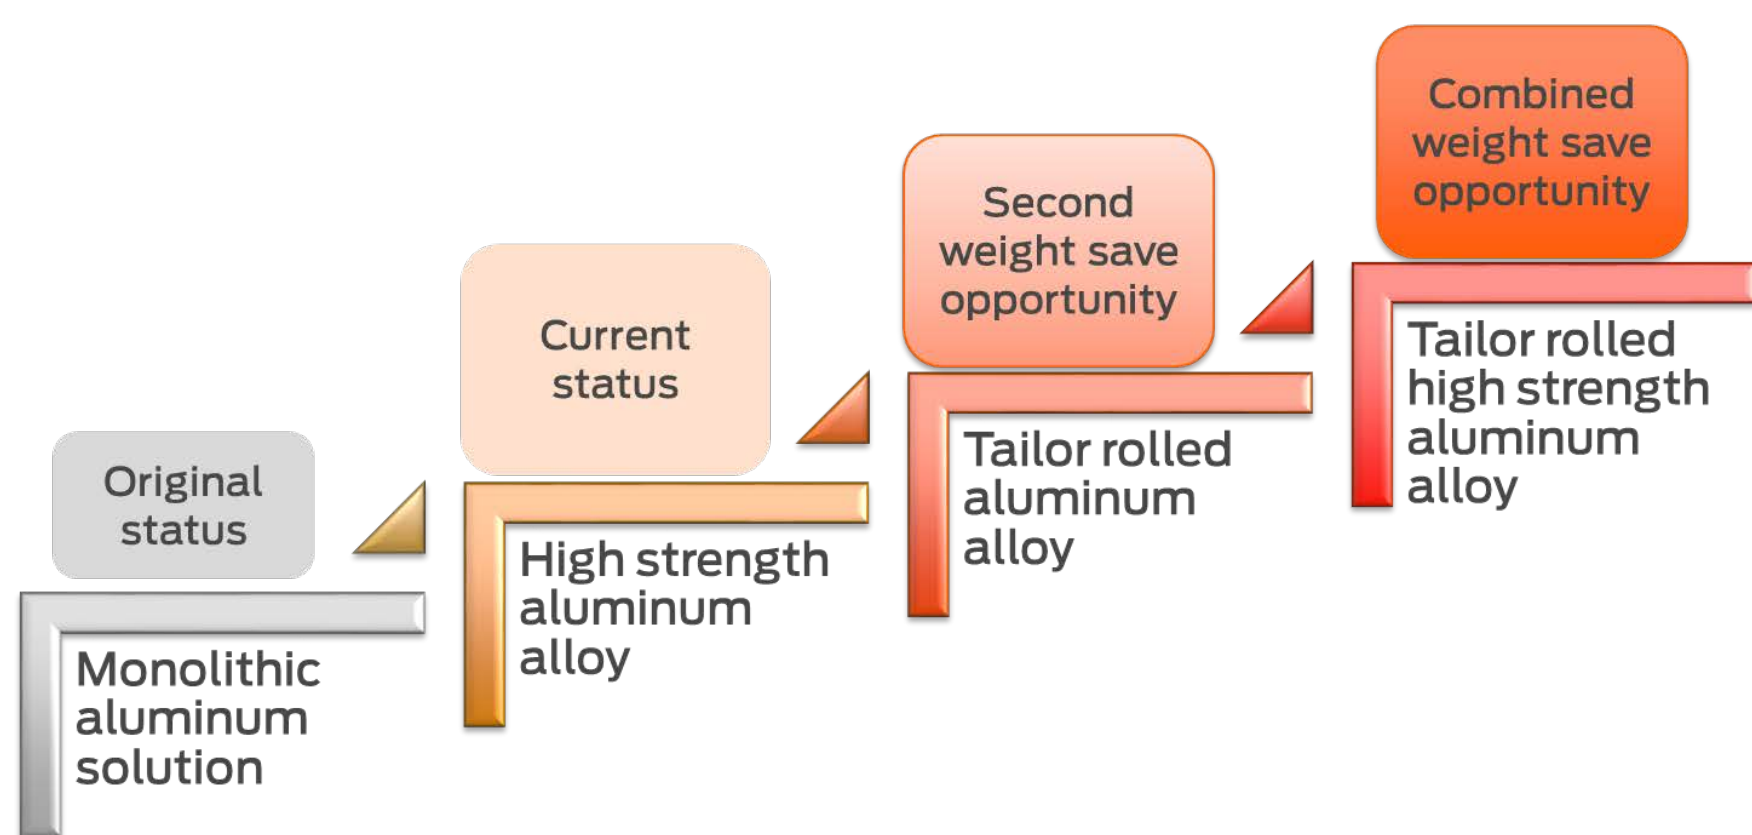 Original
status
Monolithic
aluminum
solution
Current
status
High strength
aluminum
alloy
Second
weight save
opportunity
Tailor rolled
aluminum
alloy
Combined
weight save
opportunity
Tailor rolled
high strength
aluminum
alloy